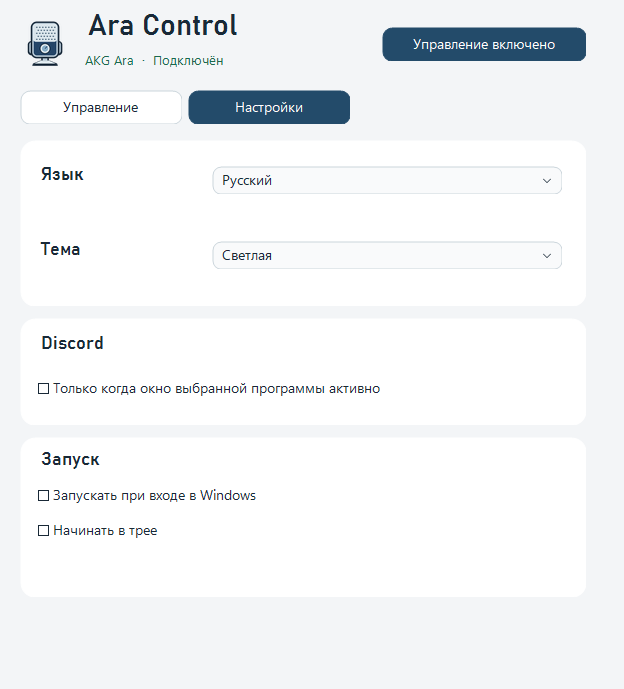 Ara Control
AKG Ara · Подключён
Управление включено
Управление
Настройки
Язык
Русский
Тема
Светлая
Discord
Только когда окно выбранной программы активно
Запуск
Запускать при входе в Windows
Начинать в трее